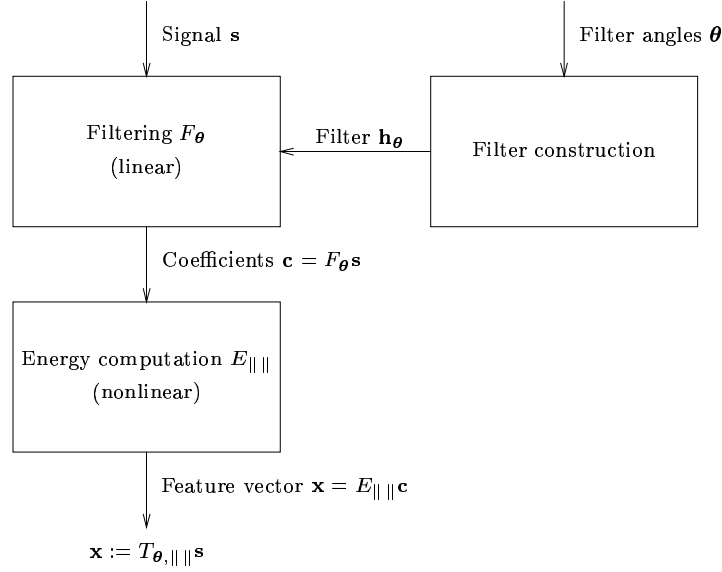 Signal s
Filter angles θ
Filtering F_θ
(linear)
Filter h_θ
Filter construction
Coefficients c = F_θ s
Energy computation E_∥ ∥
(nonlinear)
Feature vector x = E_∥ ∥ c
x := T_θ,∥ ∥ s